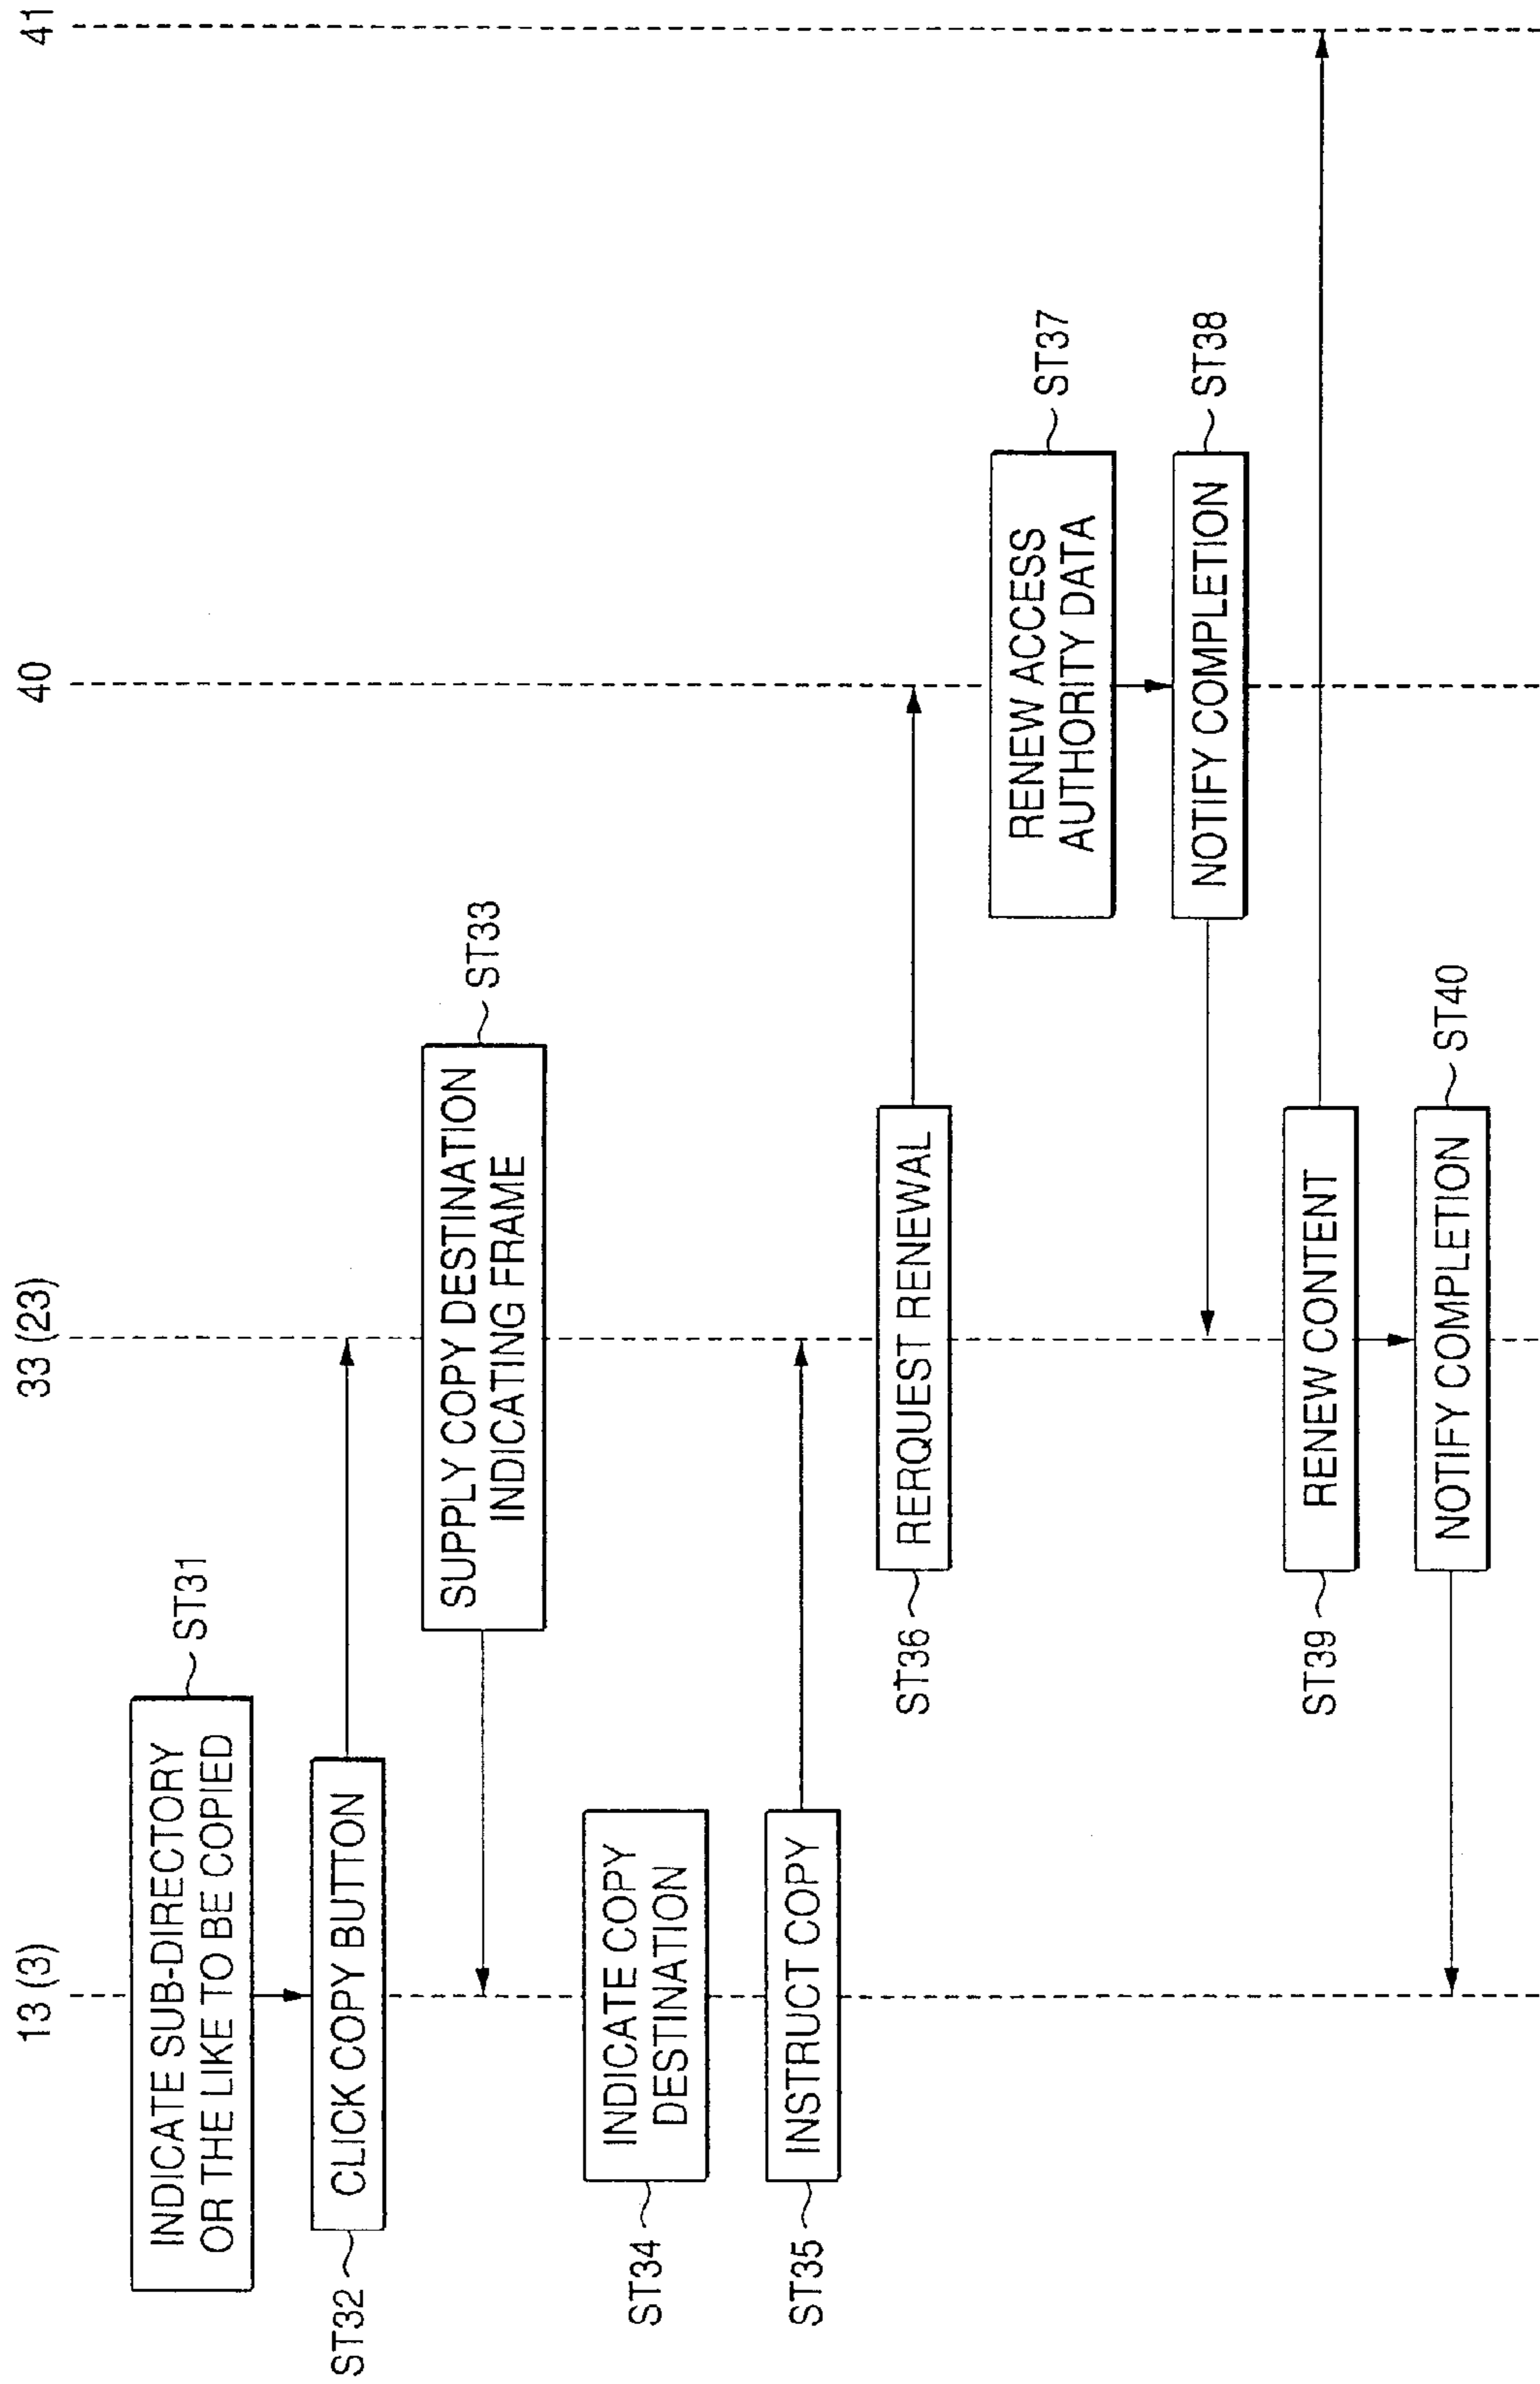 13 (3)
33 (23)
40
41
INDICATE SUB-DIRECTORY
OR THE LIKE TO BE COPIED
ST31
ST32
CLICK COPY BUTTON
SUPPLY COPY DESTINATION
INDICATING FRAME
ST33
ST34
INDICATE COPY
DESTINATION
ST35
INSTRUCT COPY
ST36
RERQUEST RENEWAL
RENEW ACCESS
AUTHORITY DATA
ST37
NOTIFY COMPLETION
ST38
ST39
RENEW CONTENT
NOTIFY COMPLETION
ST40